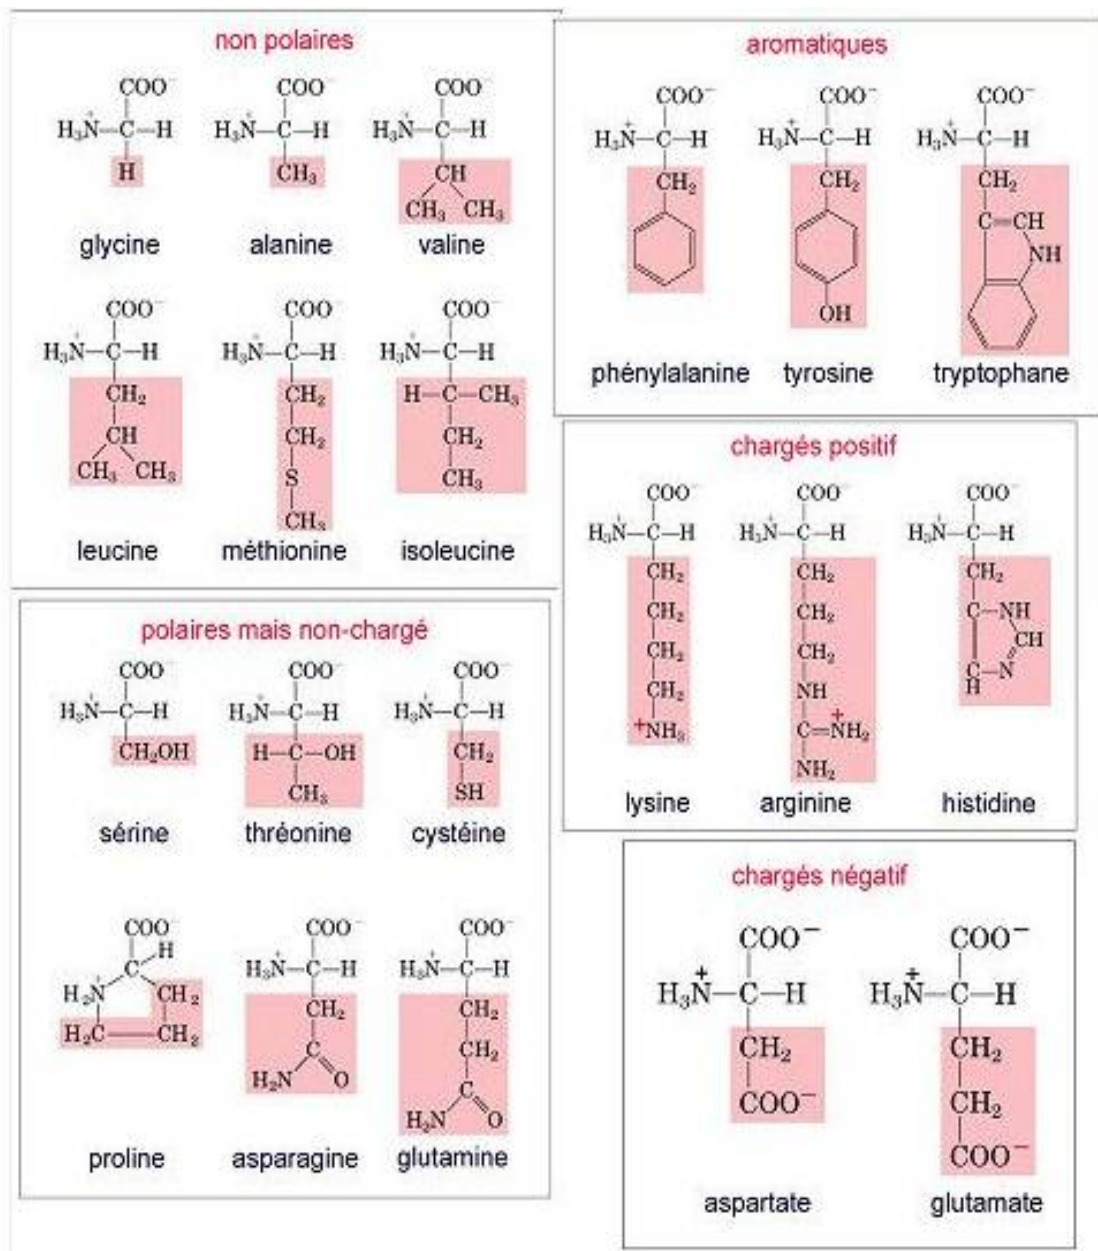 non polaires
COO⁻ COO⁻ COO⁻
H₃N⁺—C—H H₃N⁺—C—H H₃N⁺—C—H
H CH₃ CH
CH₃ CH₃
glycine alanine valine
COO⁻ COO⁻ COO⁻
H₃N⁺—C—H H₃N⁺—C—H H₃N⁺—C—H
CH₂ CH₂ H—C—CH₃
CH CH₂ CH₂
CH₃ CH₃ S CH₃
CH₃
leucine méthionine isoleucine
aromatiques
COO⁻ COO⁻ COO⁻
H₃N⁺—C—H H₃N⁺—C—H H₃N⁺—C—H
CH₂ CH₂ CH₂
C=CH
NH
OH
phénylalanine tyrosine tryptophane
chargés positif
COO⁻ COO⁻ COO⁻
H₃N⁺—C—H H₃N⁺—C—H H₃N⁺—C—H
CH₂ CH₂ CH₂
CH₂ CH₂ C—NH
CH₂ CH₂ CH
CH₂ NH C—N
H
⁺NH₃ C=⁺NH₂
NH₂
lysine arginine histidine
polaires mais non-chargé
COO⁻ COO⁻ COO⁻
H₃N⁺—C—H H₃N⁺—C—H H₃N⁺—C—H
CH₂OH H—C—OH CH₂
CH₃ SH
sérine thréonine cystéine
COO⁻ COO⁻ COO⁻
H
C H₃N⁺—C—H H₃N⁺—C—H
H₂N⁺ CH₂ CH₂ CH₂
H₂C—CH₂ C CH₂
H₂N O C
H₂N O
proline asparagine glutamine
chargés négatif
COO⁻ COO⁻
H₃N⁺—C—H H₃N⁺—C—H
CH₂ CH₂
COO⁻ CH₂
COO⁻
aspartate glutamate